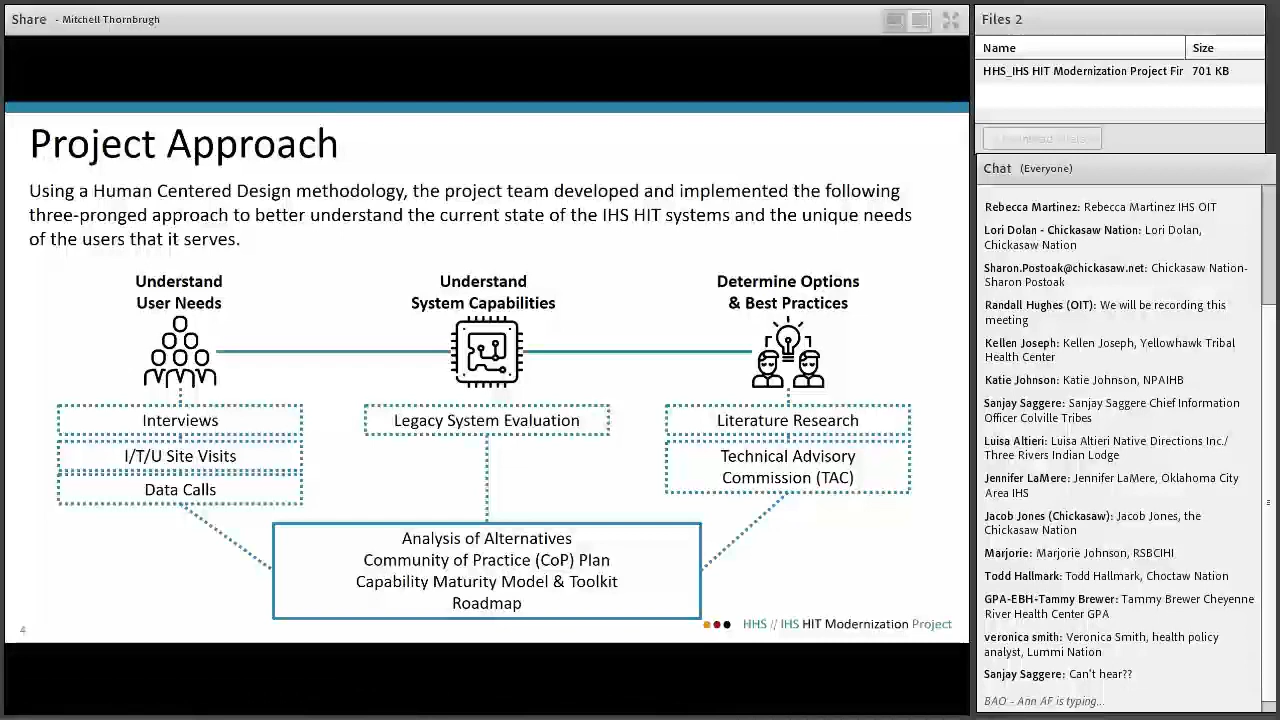 Share - Mitchell Thornbrugh
Project Approach
Using a Human Centered Design methodology, the project team developed and implemented the following
three-pronged approach to better understand the current state of the IHS HIT systems and the unique needs
of the users that it serves.
Understand
User Needs
Understand
System Capabilities
Determine Options
& Best Practices
Interviews
I/T/U Site Visits
Data Calls
Legacy System Evaluation
Literature Research
Technical Advisory
Commission (TAC)
Analysis of Alternatives
Community of Practice (CoP) Plan
Capability Maturity Model & Toolkit
Roadmap
4
HHS // IHS HIT Modernization Project
Files 2
Name Size
HHS_IHS HIT Modernization Project Fir 701 KB
Chat (Everyone)
Rebecca Martinez: Rebecca Martinez IHS OIT
Lori Dolan - Chickasaw Nation: Lori Dolan,
Chickasaw Nation
Sharon.Postoak@chickasaw.net: Chickasaw Nation-
Sharon Postoak
Randall Hughes (OIT): We will be recording this
meeting
Kellen Joseph: Kellen Joseph, Yellowhawk Tribal
Health Center
Katie Johnson: Katie Johnson, NPAIHB
Sanjay Saggere: Sanjay Saggere Chief Information
Officer Colville Tribes
Luisa Altieri: Luisa Altieri Native Directions Inc./
Three Rivers Indian Lodge
Jennifer LaMere: Jennifer LaMere, Oklahoma City
Area IHS
Jacob Jones (Chickasaw): Jacob Jones, the
Chickasaw Nation
Marjorie: Marjorie Johnson, RSBCIHI
Todd Hallmark: Todd Hallmark, Choctaw Nation
GPA-EBH-Tammy Brewer: Tammy Brewer Cheyenne
River Health Center GPA
veronica smith: Veronica Smith, health policy
analyst, Lummi Nation
Sanjay Saggere: Can't hear??
BAO - Ann AF is typing...